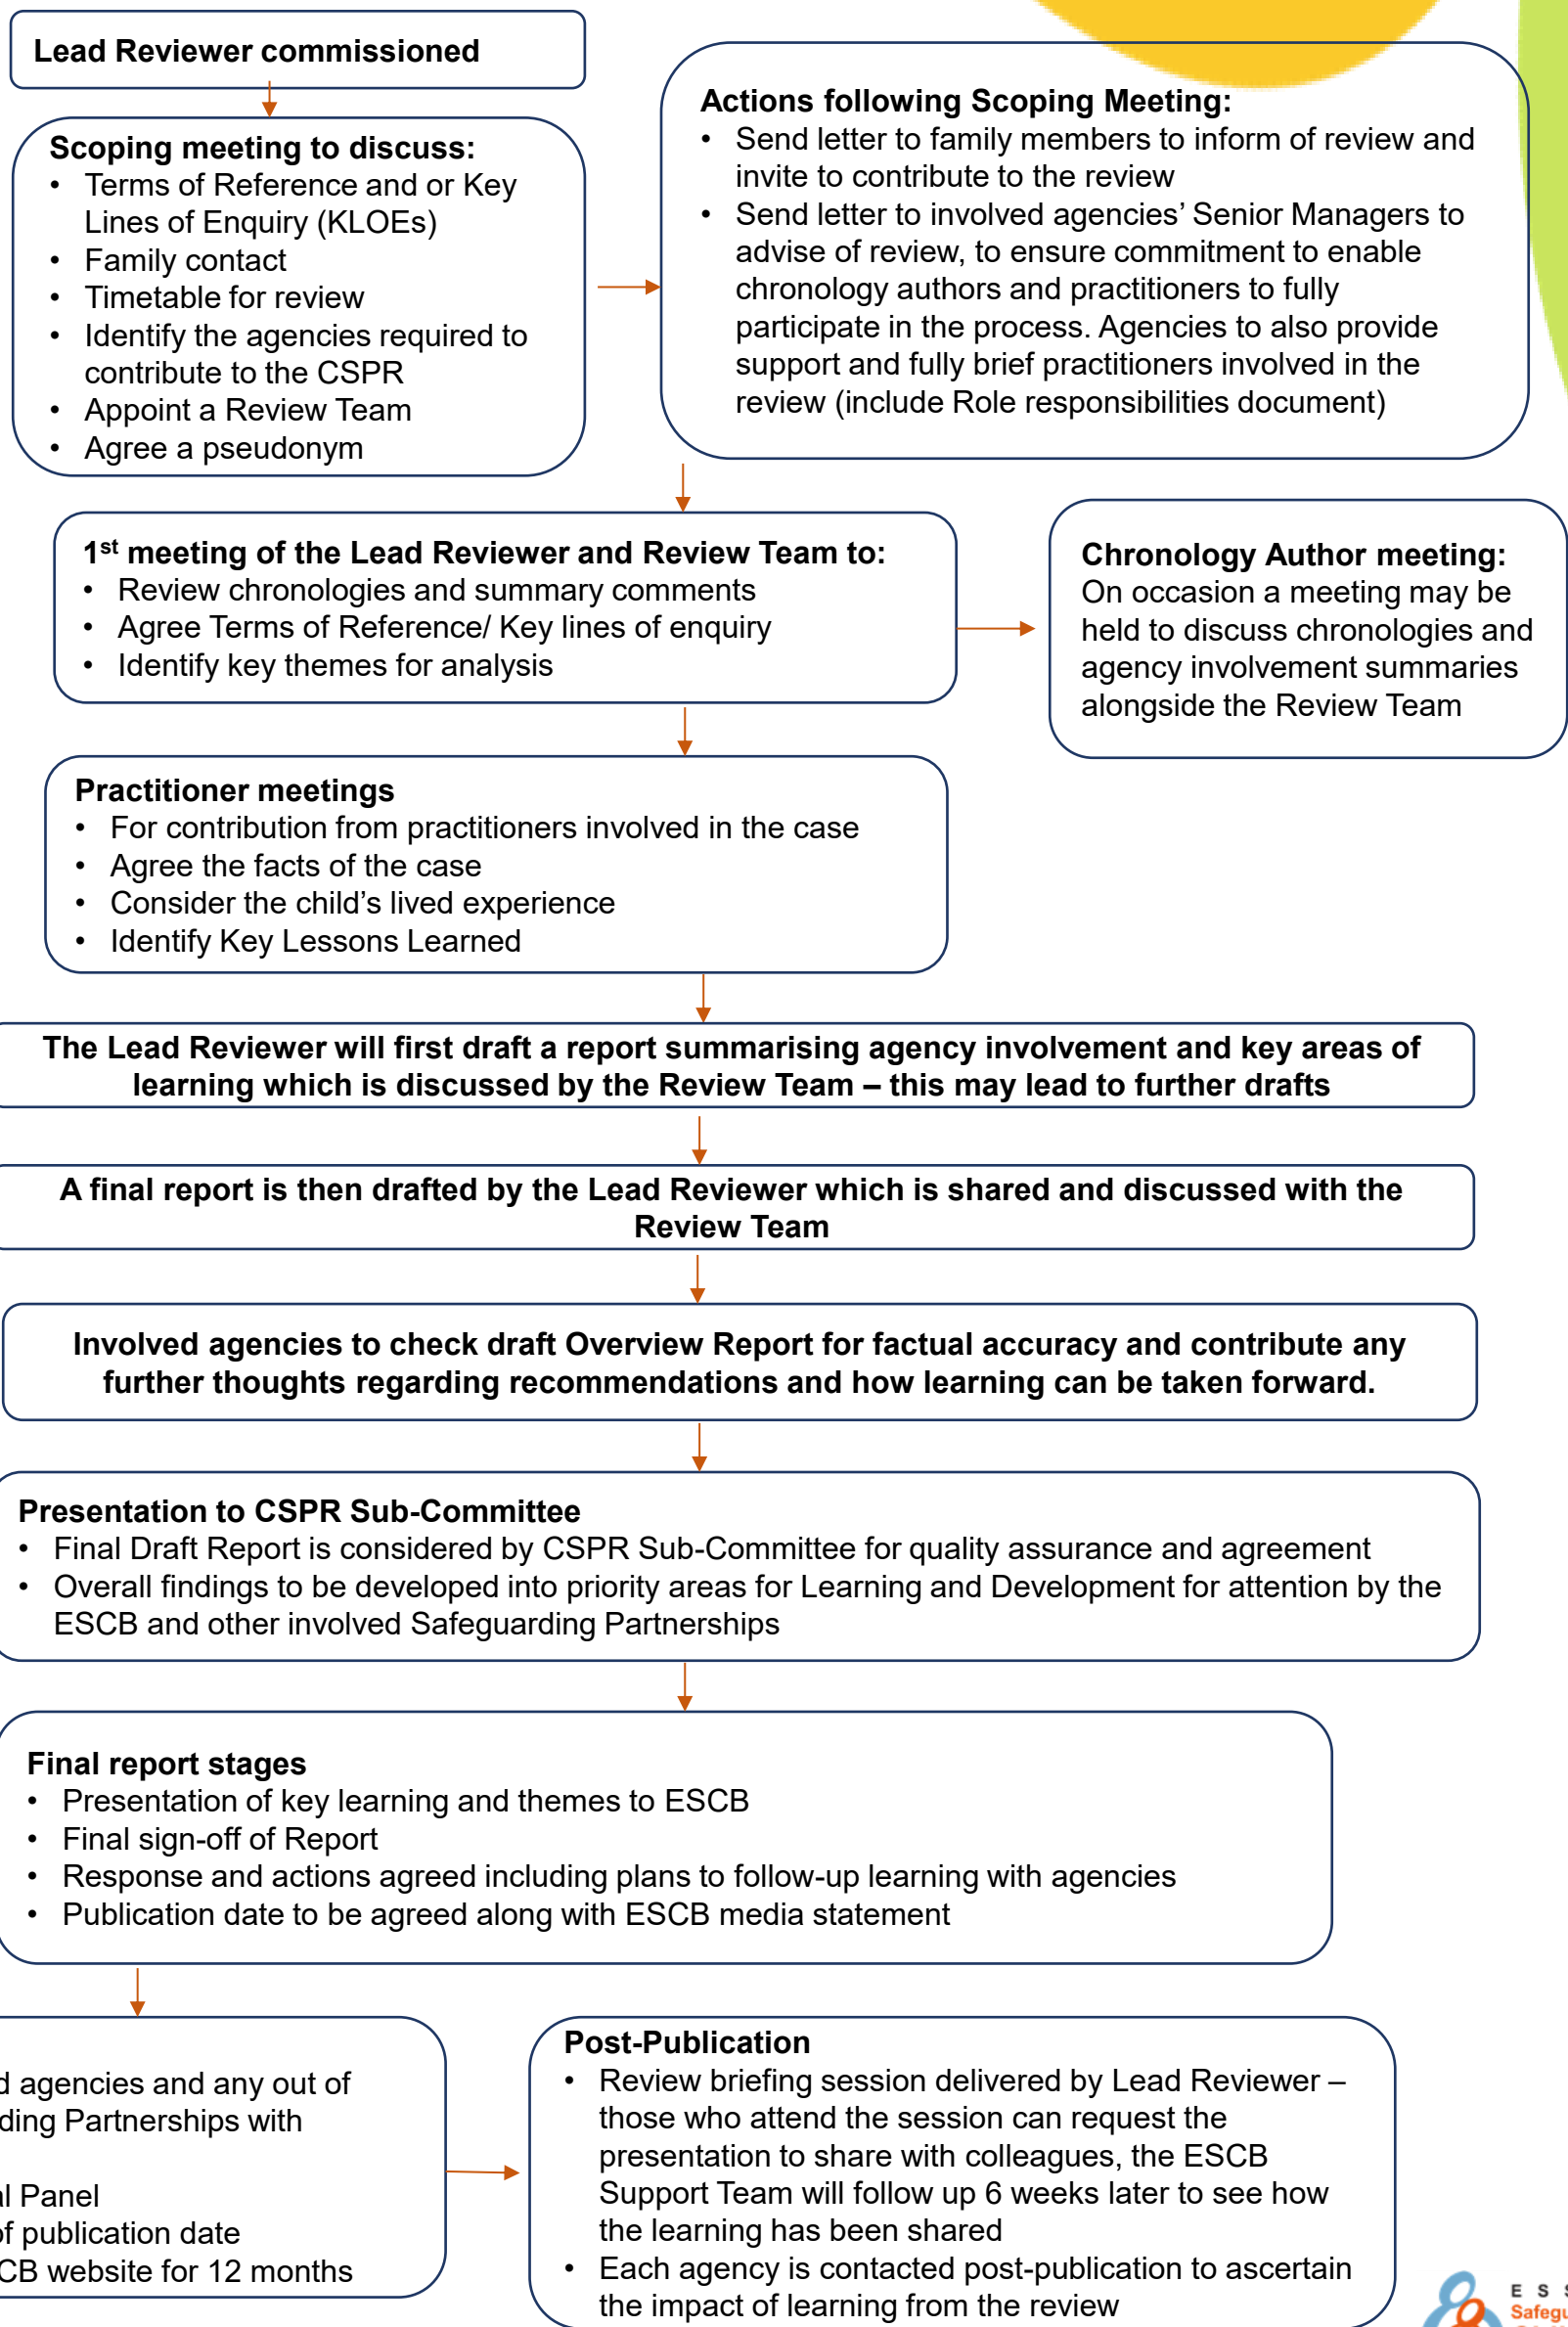 Lead Reviewer commissioned
Scoping meeting to discuss:
• Terms of Reference and or Key
Lines of Enquiry (KLOEs)
• Family contact
• Timetable for review
• Identify the agencies required to
contribute to the CSPR
• Appoint a Review Team
• Agree a pseudonym
Actions following Scoping Meeting:
• Send letter to family members to inform of review and
invite to contribute to the review
• Send letter to involved agencies’ Senior Managers to
advise of review, to ensure commitment to enable
chronology authors and practitioners to fully
participate in the process. Agencies to also provide
support and fully brief practitioners involved in the
review (include Role responsibilities document)
1st meeting of the Lead Reviewer and Review Team to:
• Review chronologies and summary comments
• Agree Terms of Reference/ Key lines of enquiry
• Identify key themes for analysis
Chronology Author meeting:
On occasion a meeting may be
held to discuss chronologies and
agency involvement summaries
alongside the Review Team
Practitioner meetings
• For contribution from practitioners involved in the case
• Agree the facts of the case
• Consider the child’s lived experience
• Identify Key Lessons Learned
The Lead Reviewer will first draft a report summarising agency involvement and key areas of
learning which is discussed by the Review Team – this may lead to further drafts
A final report is then drafted by the Lead Reviewer which is shared and discussed with the
Review Team
Involved agencies to check draft Overview Report for factual accuracy and contribute any
further thoughts regarding recommendations and how learning can be taken forward.
Presentation to CSPR Sub-Committee
• Final Draft Report is considered by CSPR Sub-Committee for quality assurance and agreement
• Overall findings to be developed into priority areas for Learning and Development for attention by the
ESCB and other involved Safeguarding Partnerships
Final report stages
• Presentation of key learning and themes to ESCB
• Final sign-off of Report
• Response and actions agreed including plans to follow-up learning with agencies
• Publication date to be agreed along with ESCB media statement
d agencies and any out of
ding Partnerships with
l Panel
of publication date
CB website for 12 months
Post-Publication
• Review briefing session delivered by Lead Reviewer –
those who attend the session can request the
presentation to share with colleagues, the ESCB
Support Team will follow up 6 weeks later to see how
the learning has been shared
• Each agency is contacted post-publication to ascertain
the impact of learning from the review
E S S
Safegu